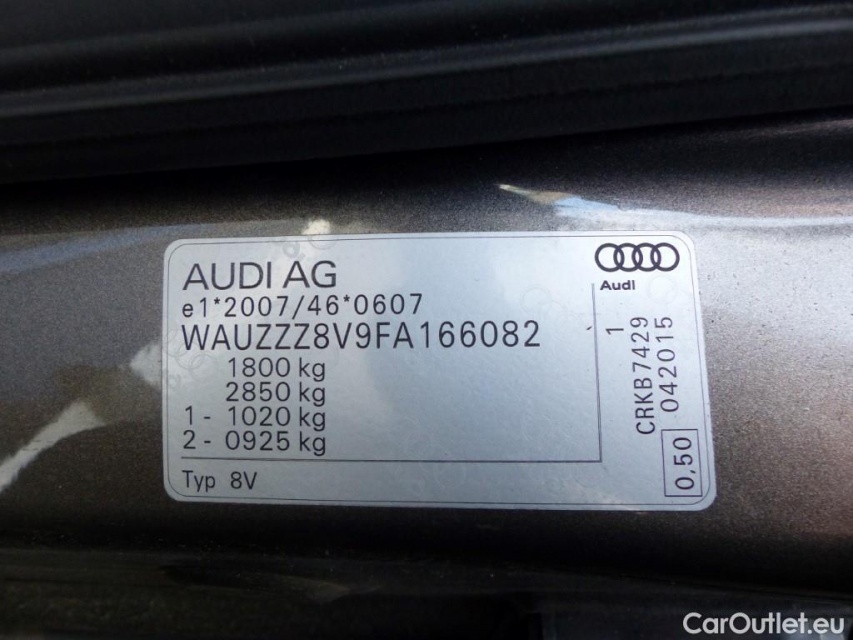 AUDI AG
Audi
e1*2007/46*0607
WAUZZZ8V9FA166082
1800 kg
2850 kg
1 - 1020 kg
2 - 0925 kg
Typ 8V
1
CRKB7429
042015
0,50
CarOutlet.eu